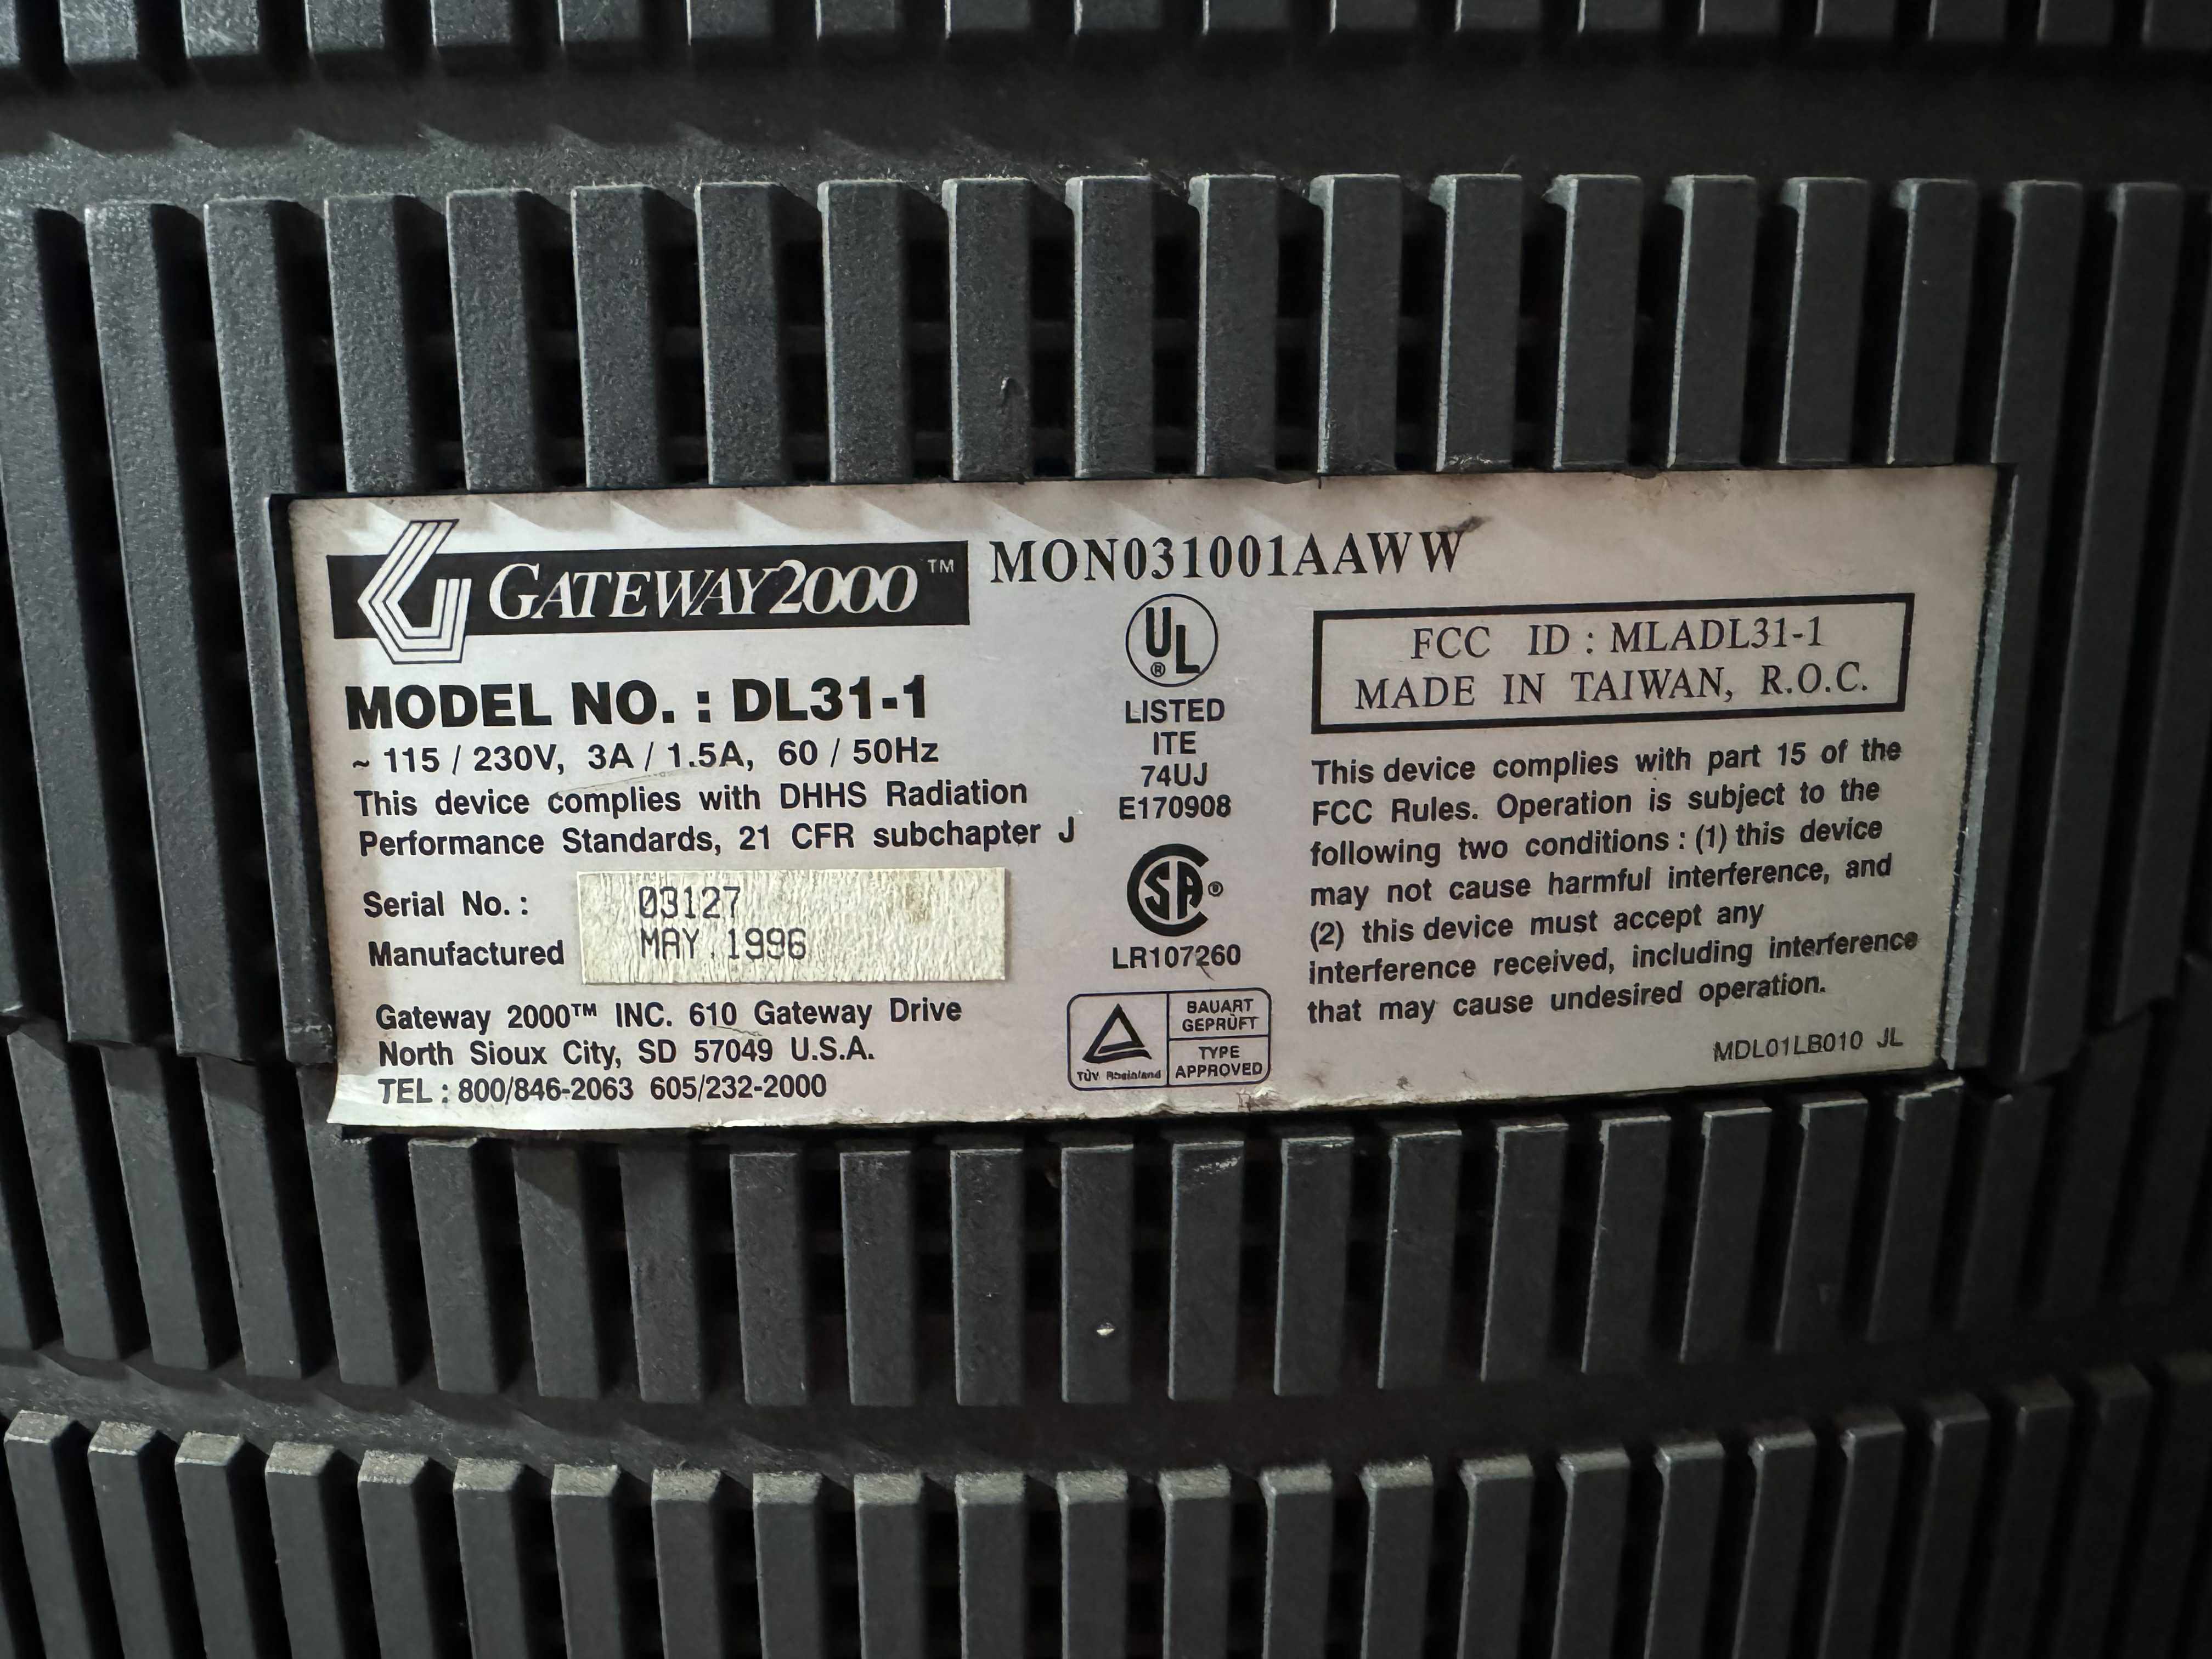 GATEWAY2000™ MON031001AAWW
MODEL NO. : DL31-1
~ 115 / 230V, 3A / 1.5A, 60 / 50Hz
This device complies with DHHS Radiation
Performance Standards, 21 CFR subchapter J
Serial No. : 03127
Manufactured MAY.1996
Gateway 2000™ INC. 610 Gateway Drive
North Sioux City, SD 57049 U.S.A.
TEL : 800/846-2063 605/232-2000
UL ®
LISTED
ITE
74UJ
E170908
SA ®
LR107260
TÜV Rheinland
BAUART
GEPRÜFT
TYPE
APPROVED
FCC ID : MLADL31-1
MADE IN TAIWAN, R.O.C.
This device complies with part 15 of the
FCC Rules. Operation is subject to the
following two conditions : (1) this device
may not cause harmful interference, and
(2) this device must accept any
interference received, including interference
that may cause undesired operation.
MDL01LB010 JL